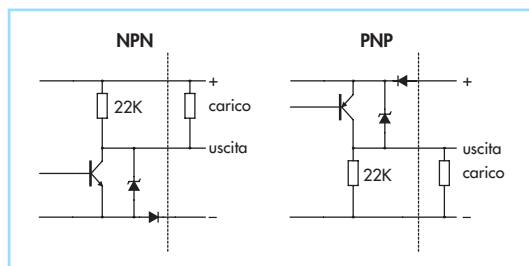 NPN
+
22K
carico
uscita
–
PNP
+
uscita
22K
carico
–